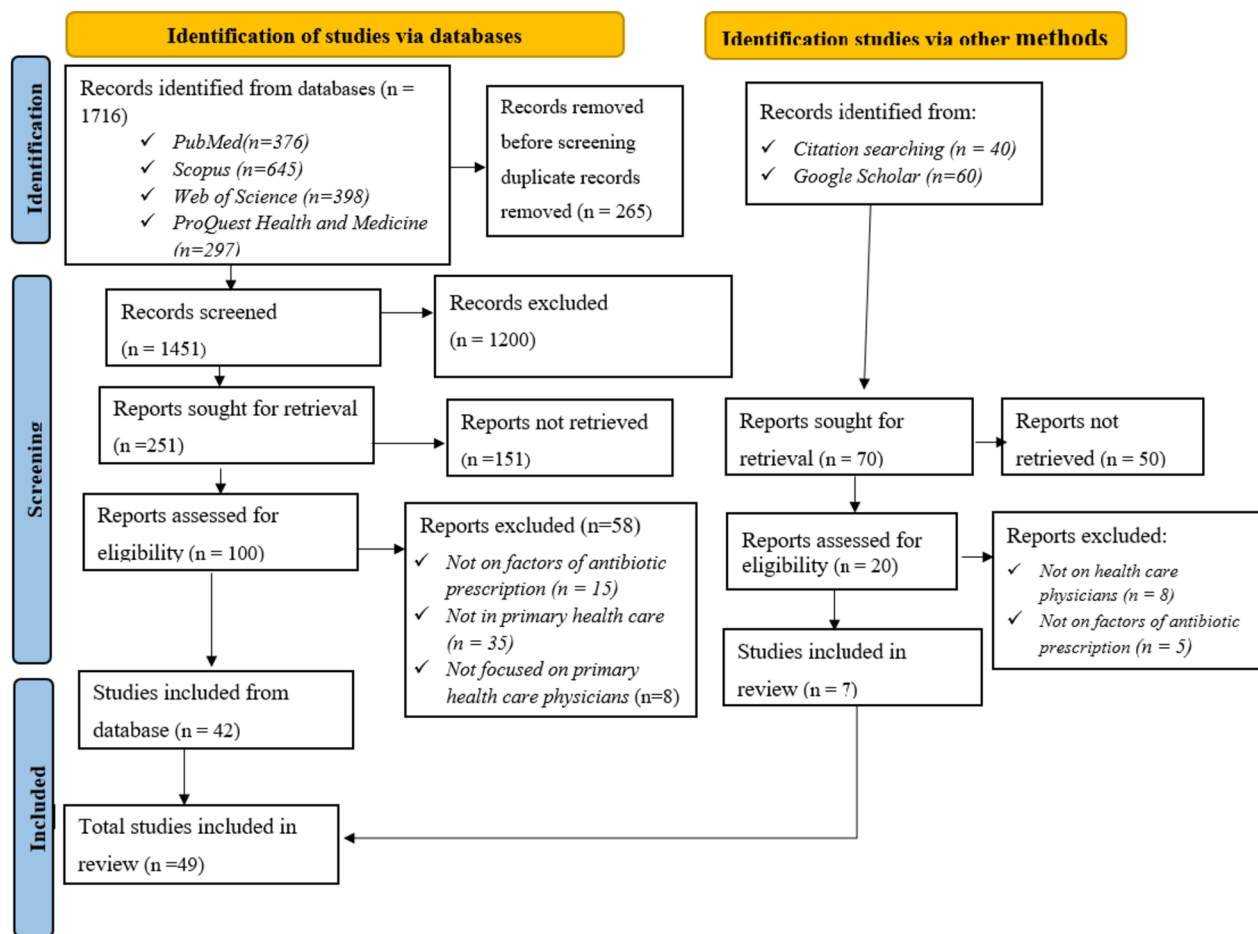 Identification of studies via databases
Identification studies via other methods
Identification
Records identified from databases (n =
1716)
✓ PubMed(n=376)
✓ Scopus (n=645)
✓ Web of Science (n=398)
✓ ProQuest Health and Medicine
(n=297)
Records removed
before screening
duplicate records
removed (n = 265)
Records identified from:
✓ Citation searching (n = 40)
✓ Google Scholar (n=60)
Screening
Records screened
(n = 1451)
Records excluded
(n = 1200)
Reports sought for retrieval
(n =251)
Reports not retrieved
(n =151)
Reports sought for
retrieval (n = 70)
Reports not
retrieved (n = 50)
Reports assessed for
eligibility (n = 100)
Reports excluded (n=58)
✓ Not on factors of antibiotic
prescription (n = 15)
✓ Not in primary health care
(n = 35)
✓ Not focused on primary
health care physicians (n=8)
Reports assessed for
eligibility (n = 20)
Reports excluded:
✓ Not on health care
physicians (n = 8)
✓ Not on factors of antibiotic
prescription (n = 5)
Studies included in
review (n = 7)
Included
Studies included from
database (n = 42)
Total studies included in
review (n =49)